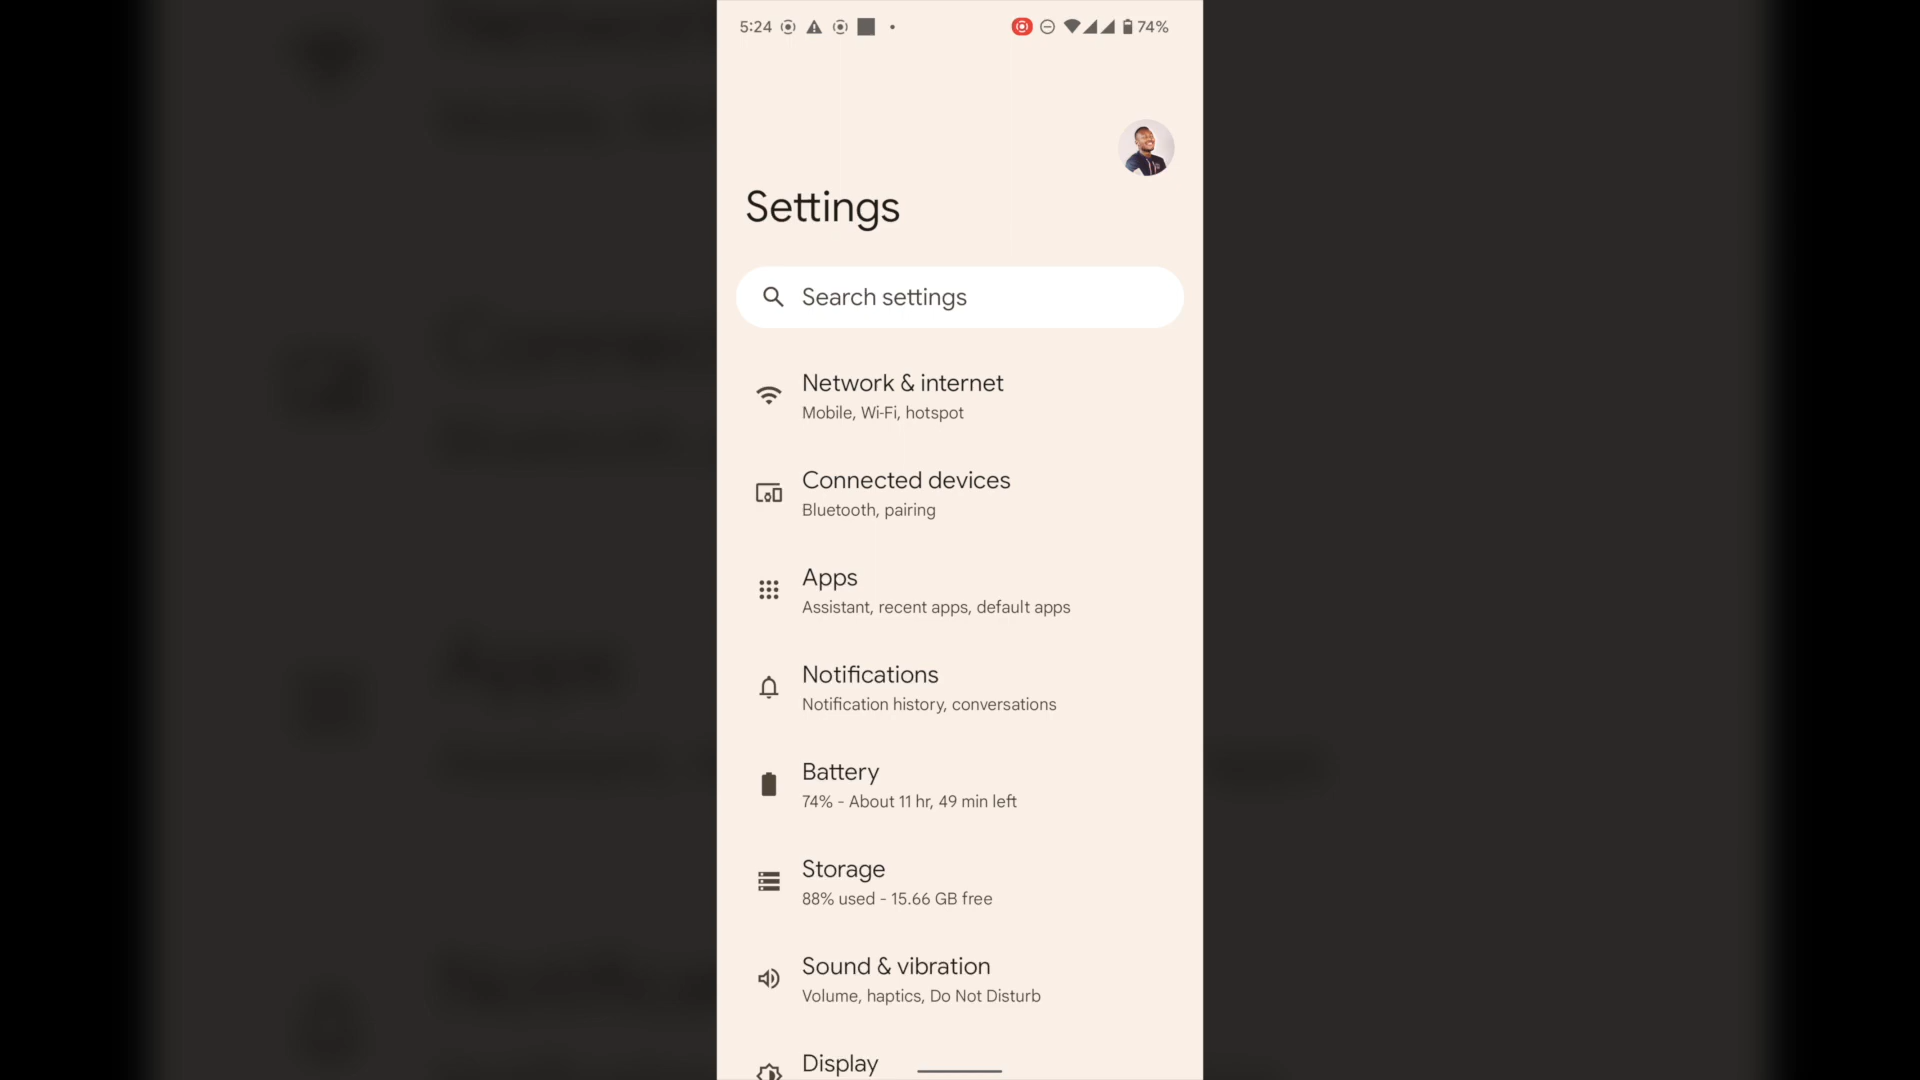 5:24
74%
Settings
Search settings
Network & internet
Mobile, Wi-Fi, hotspot
Connected devices
Bluetooth, pairing
Apps
Assistant, recent apps, default apps
Notifications
Notification history, conversations
Battery
74% - About 11 hr, 49 min left
Storage
88% used - 15.66 GB free
Sound & vibration
Volume, haptics, Do Not Disturb
Display